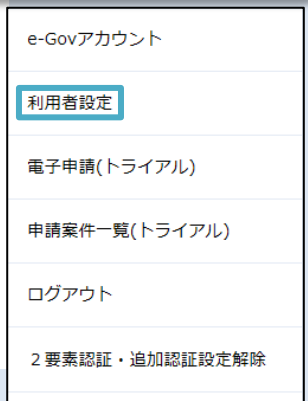 e-Govアカウント
利用者設定
電子申請(トライアル)
申請案件一覧(トライアル)
ログアウト
２要素認証・追加認証設定解除